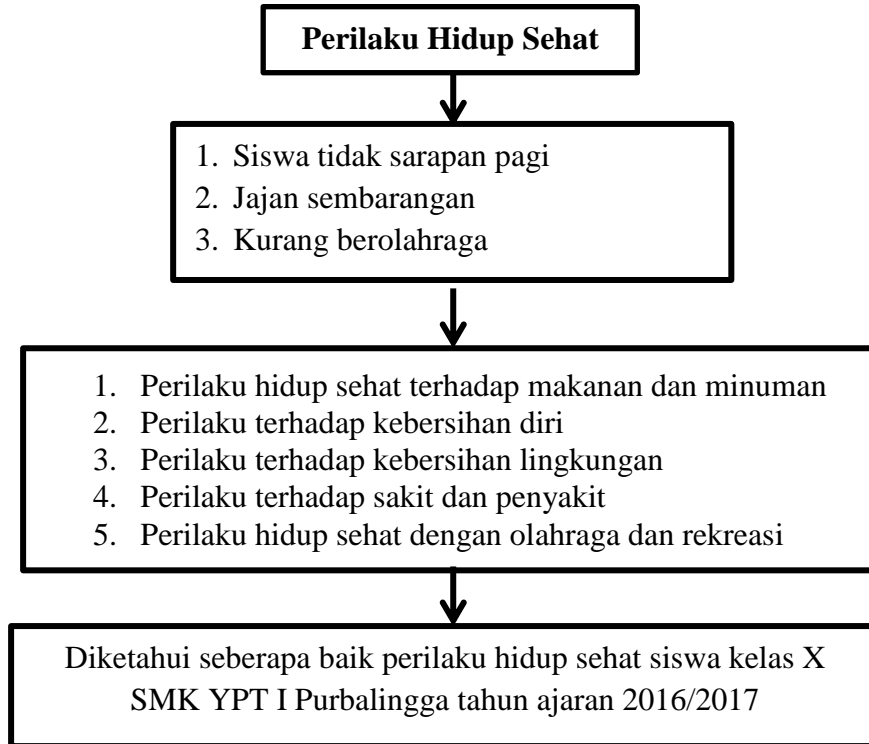 Perilaku Hidup Sehat
1. Siswa tidak sarapan pagi
2. Jajan sembarangan
3. Kurang berolahraga
1. Perilaku hidup sehat terhadap makanan dan minuman
2. Perilaku terhadap kebersihan diri
3. Perilaku terhadap kebersihan lingkungan
4. Perilaku terhadap sakit dan penyakit
5. Perilaku hidup sehat dengan olahraga dan rekreasi
Diketahui seberapa baik perilaku hidup sehat siswa kelas X
SMK YPT I Purbalingga tahun ajaran 2016/2017